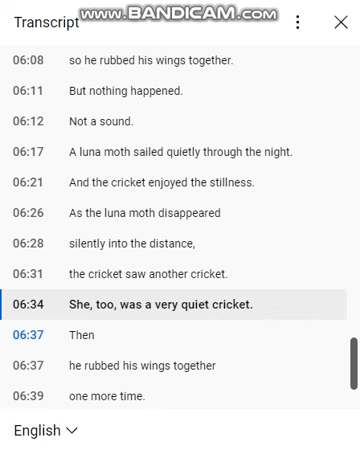 www.BANDICAM.com
Transcript
06:08 so he rubbed his wings together.
06:11 But nothing happened.
06:12 Not a sound.
06:17 A luna moth sailed quietly through the night.
06:21 And the cricket enjoyed the stillness.
06:26 As the luna moth disappeared
06:28 silently into the distance,
06:31 the cricket saw another cricket.
06:34 She, too, was a very quiet cricket.
06:37 Then
06:37 he rubbed his wings together
06:39 one more time.
English